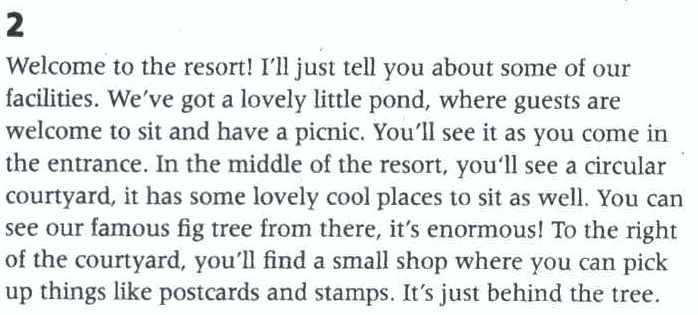 2
Welcome to the resort! I'll just tell you about some of our
facilities. We've got a lovely little pond, where guests are
welcome to sit and have a picnic. You'll see it as you come in
the entrance. In the middle of the resort, you'll see a circular
courtyard, it has some lovely cool places to sit as well. You can
see our famous fig tree from there, it's enormous! To the right
of the courtyard, you'll find a small shop where you can pick
up things like postcards and stamps. It's just behind the tree.